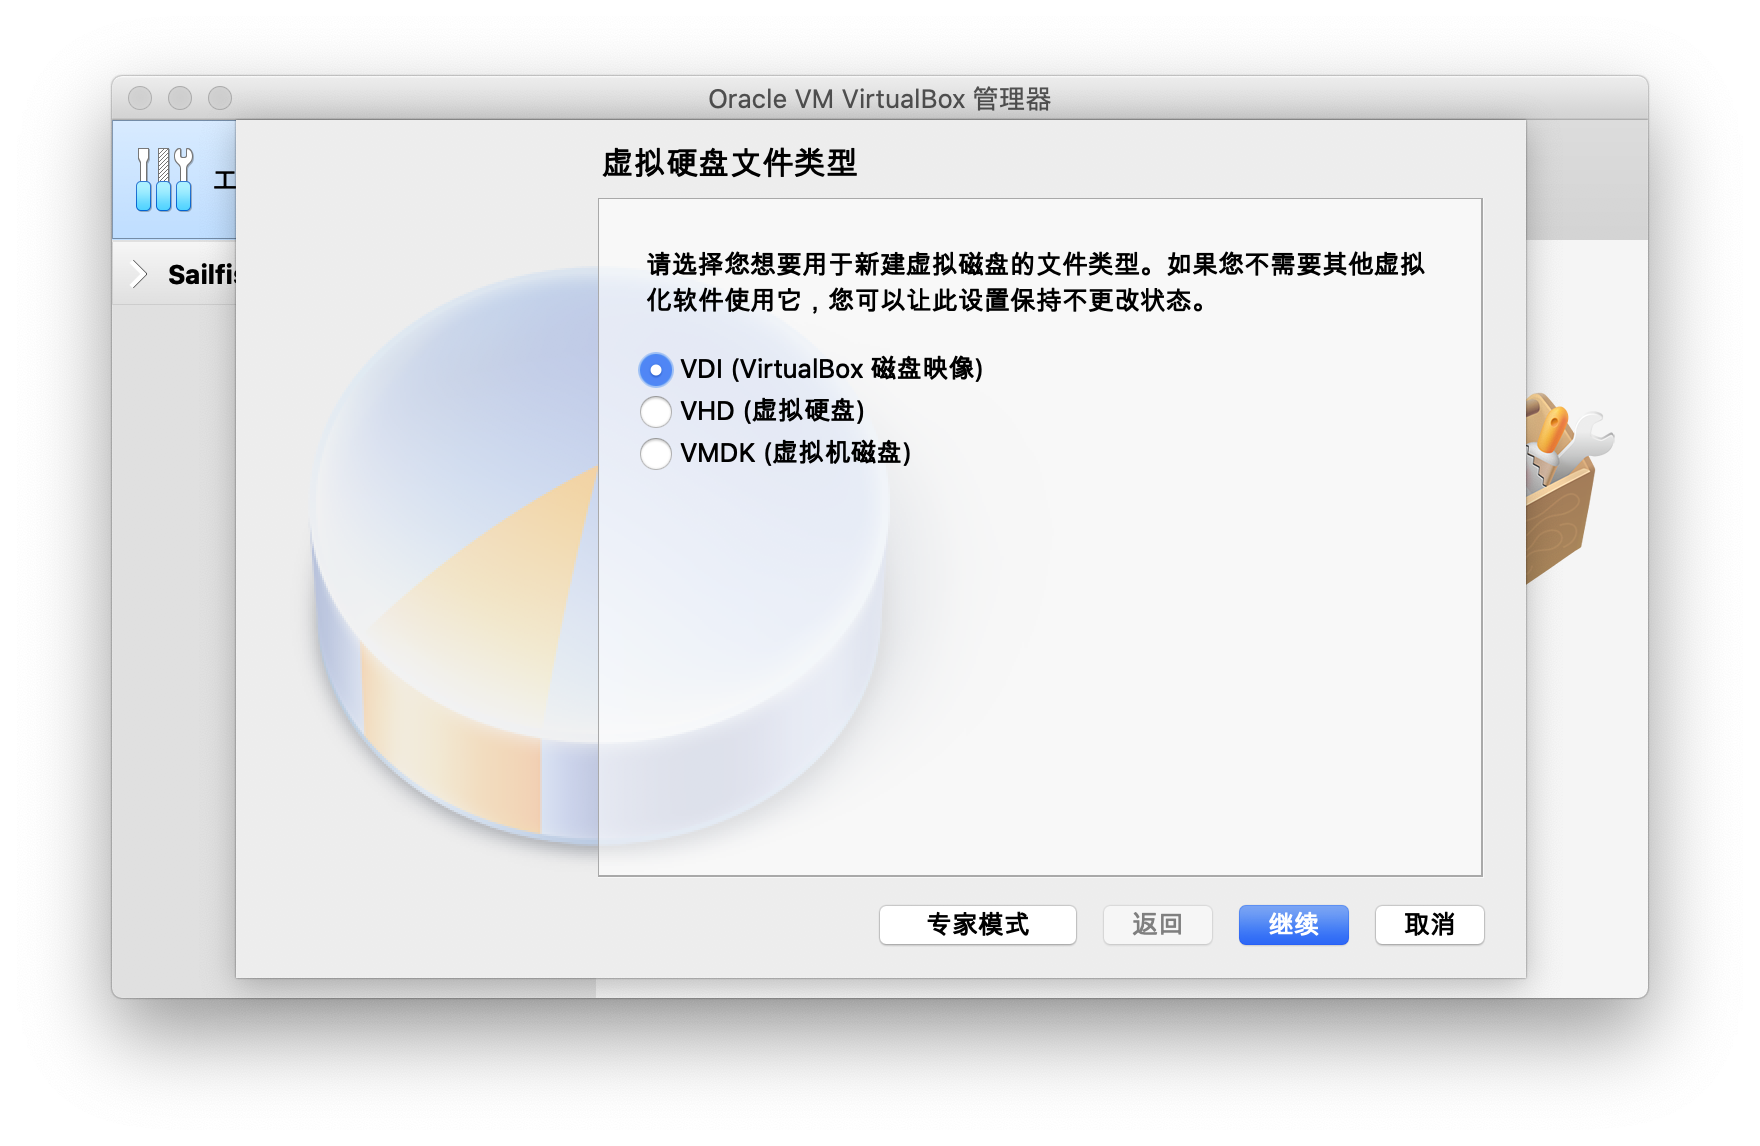 Oracle VM VirtualBox 管理器
工
虚拟硬盘文件类型
Sailfis
请选择您想要用于新建虚拟磁盘的文件类型。如果您不需要其他虚拟
化软件使用它，您可以让此设置保持不更改状态。
VDI (VirtualBox 磁盘映像)
VHD (虚拟硬盘)
VMDK (虚拟机磁盘)
专家模式
返回
继续
取消